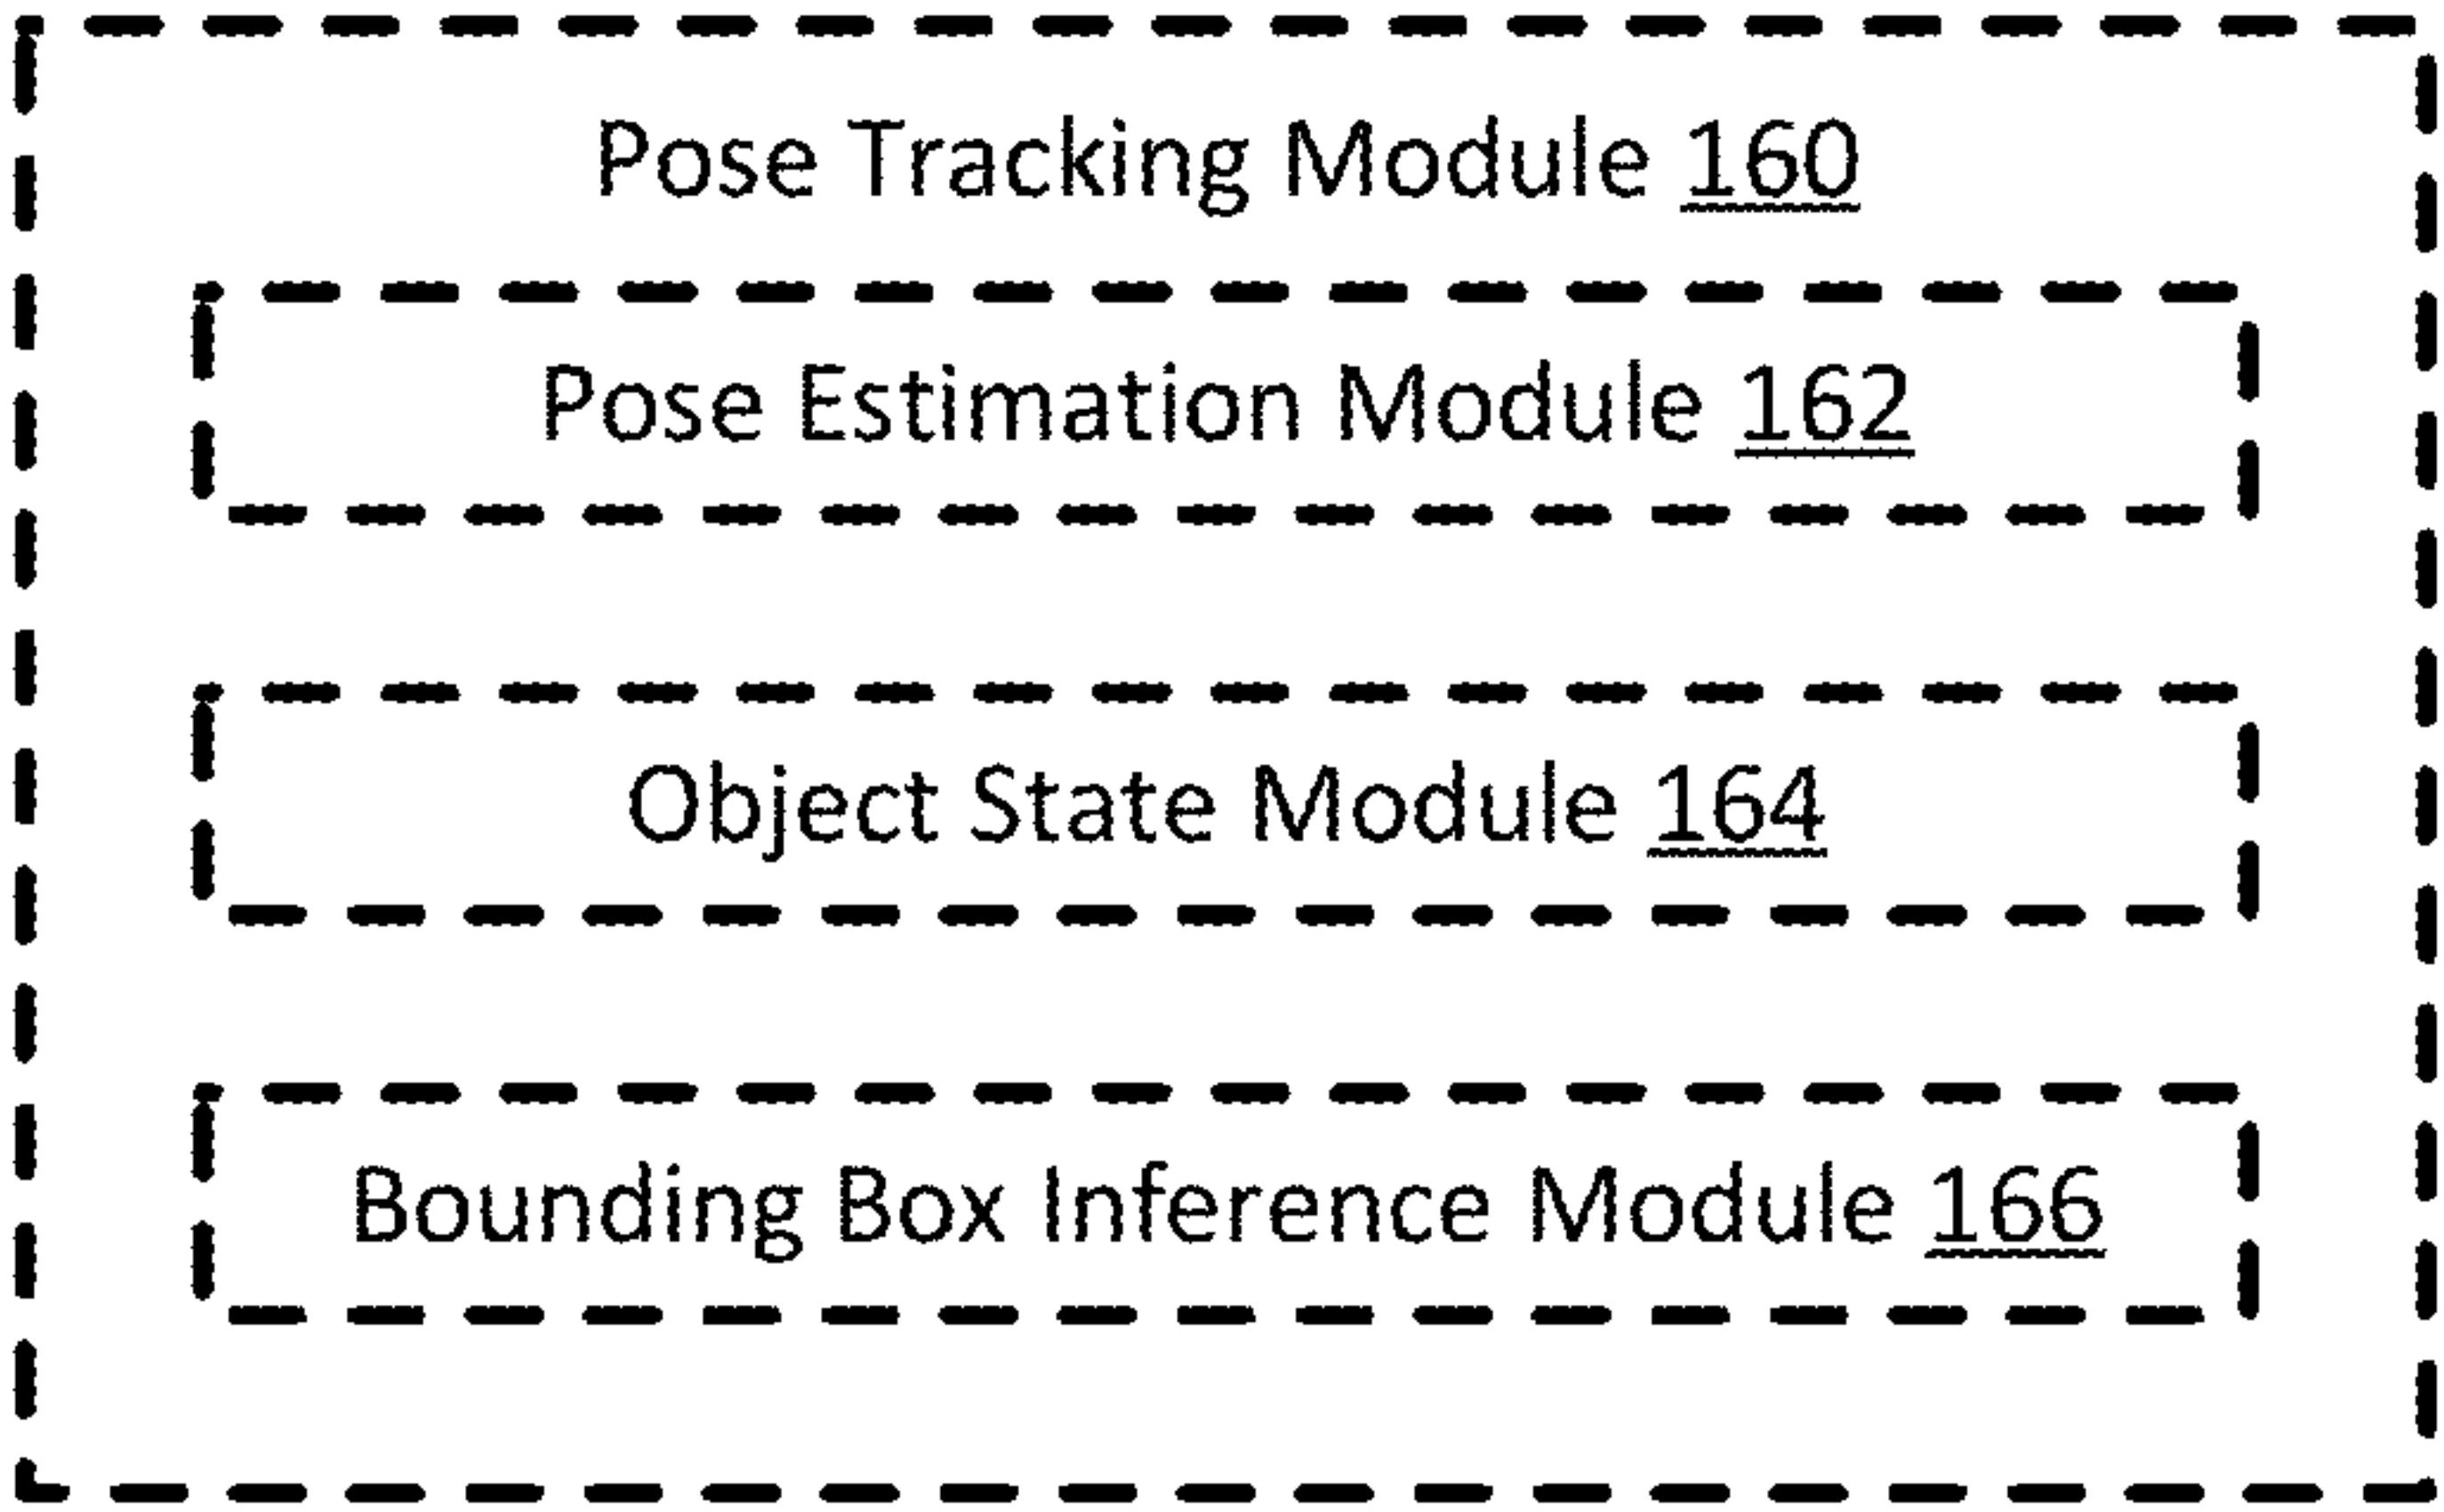 Pose Tracking Module 160
Pose Estimation Module 162
Object State Module 164
Bounding Box Inference Module 166